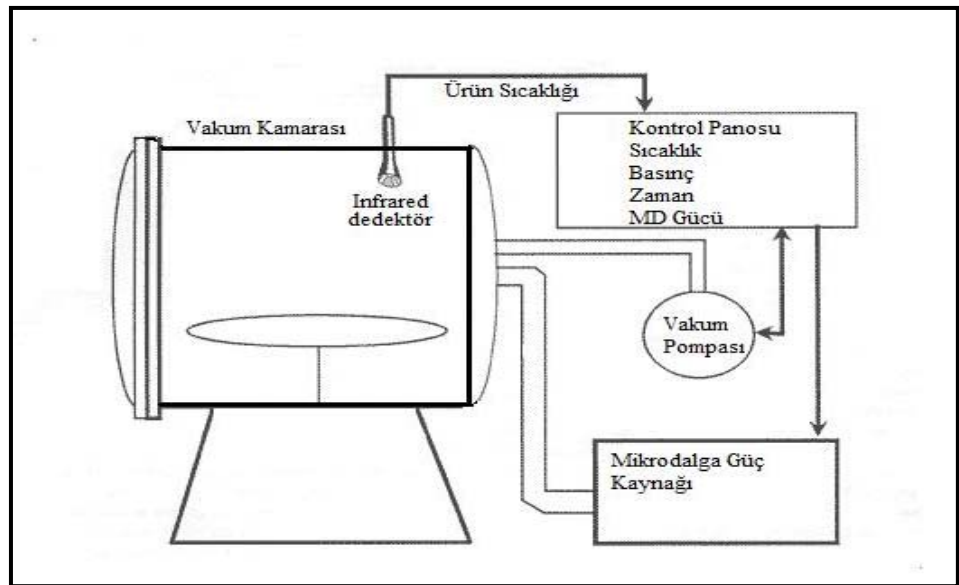 Ürün Sıcaklığı
Vakum Kamarası
Kontrol Panosu
Sıcaklık
Basınç
Zaman
MD Gücü
Infrared
dedektör
Vakum
Pompası
Mikrodalga Güç
Kaynağı